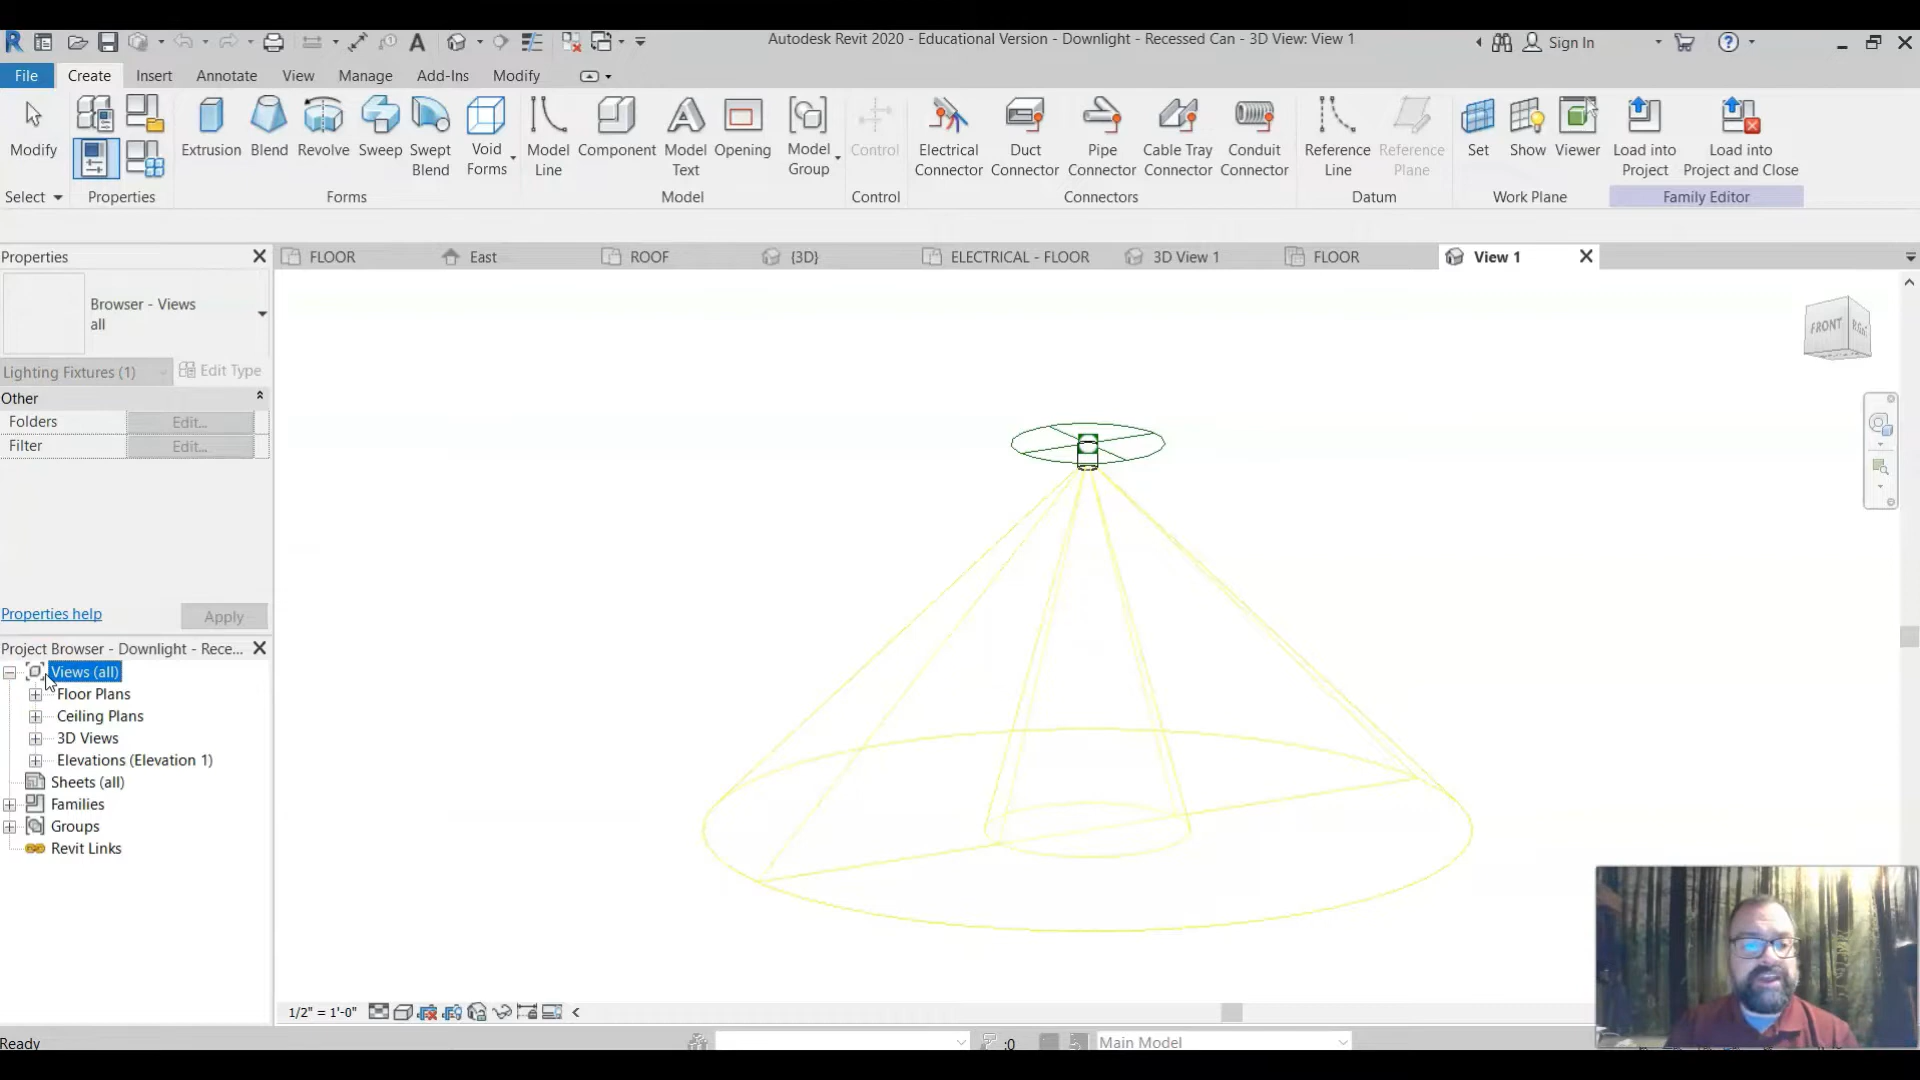 Autodesk Revit 2020 - Educational Version - Downlight - Recessed Can - 3D View: View 1
Sign In
File Create Insert Annotate View Manage Add-Ins Modify
Modify
Extrusion Blend Revolve Sweep Swept Blend Void Forms
Model Line Component Model Text Opening Model Group
Control
Electrical Connector Duct Connector Pipe Connector Cable Tray Connector Conduit Connector
Reference Line Reference Plane
Set Show Viewer
Load into Project Load into Project and Close
Select Properties Forms Model Control Connectors Datum Work Plane Family Editor
Properties
FLOOR East ROOF {3D} ELECTRICAL - FLOOR 3D View 1 FLOOR View 1
Browser - Views
all
Lighting Fixtures (1) Edit Type
Other
Folders Edit...
Filter Edit...
Properties help Apply
Project Browser - Downlight - Rece...
Views (all)
Floor Plans
Ceiling Plans
3D Views
Elevations (Elevation 1)
Sheets (all)
Families
Groups
Revit Links
FRONT
1/2" = 1'-0"
Ready
:0
Main Model